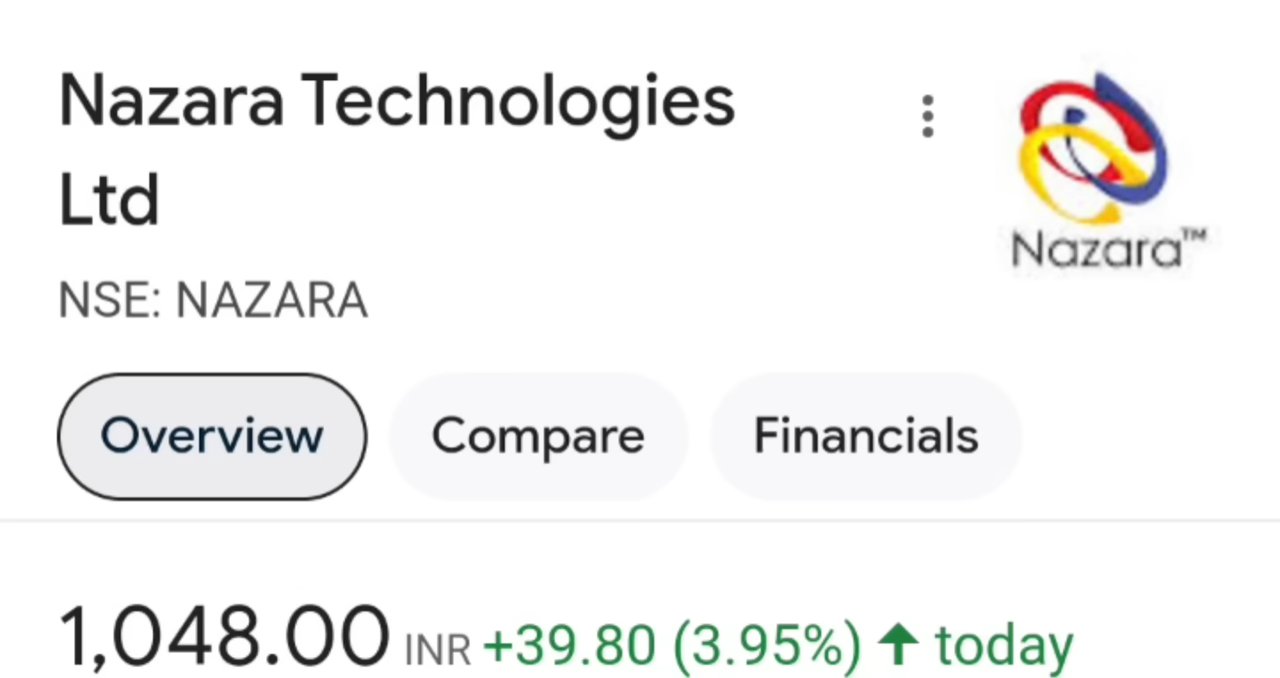 Nazara Technologies
Ltd
Nazara™
NSE: NAZARA
Overview Compare Financials
1,048.00 INR +39.80 (3.95%) ↑ today